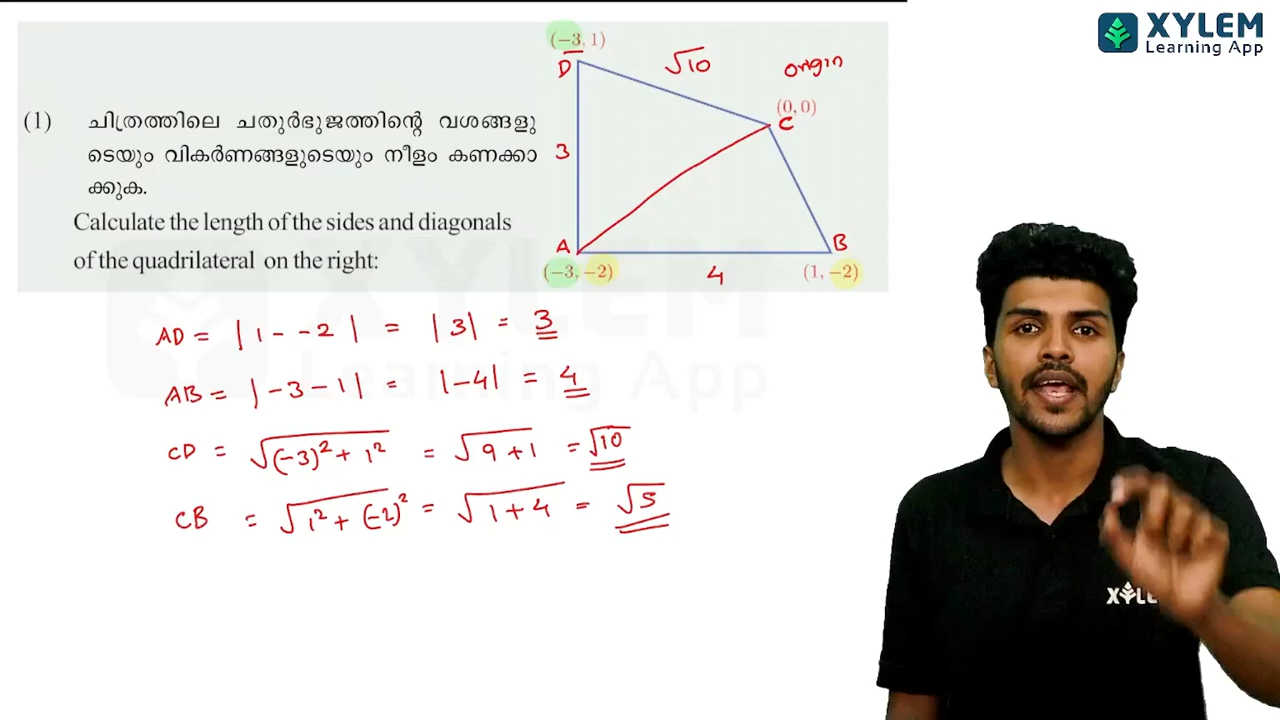 XYLEM
Learning App
(-3, 1)
D
√10
origin
(0, 0)
C
(1) ചിത്രത്തിലെ ചതുർഭുജത്തിന്റെ വശങ്ങളു
ടെയും വികർണങ്ങളുടെയും നീളം കണക്കാ
ക്കുക.
3
Calculate the length of the sides and diagonals
of the quadrilateral on the right:
A
B
(-3, -2)
4
(1, -2)
AD = |1 - -2| = |3| = 3
AB = |-3 - 1| = |-4| = 4
CD = √(-3)² + 1² = √9 + 1 = √10
CB = √1² + (-2)² = √1 + 4 = √5
XYLEM
Learning App
XYLE